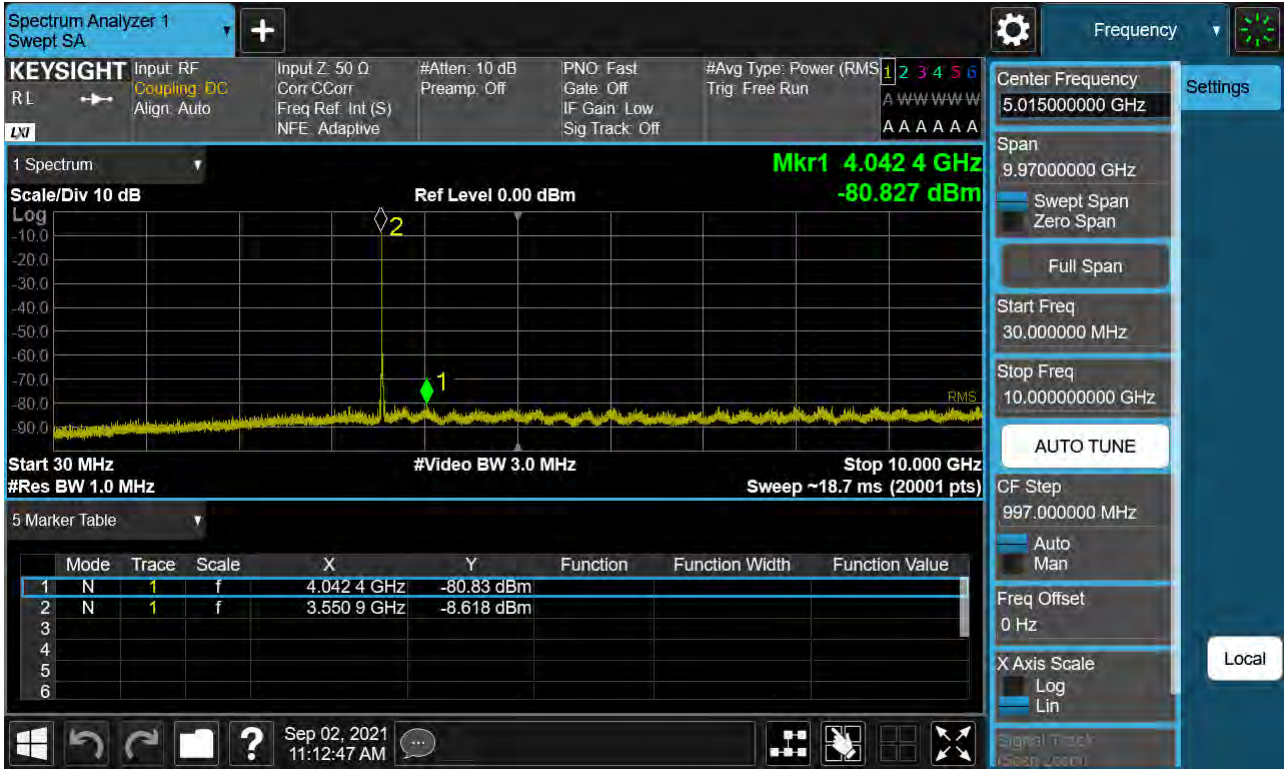 Spectrum Analyzer 1
Swept SA
Frequency
KEYSIGHT
RL
LXI
Input: RF
Coupling: DC
Align: Auto
Input Z: 50 Ω
Corr CCorr
Freq Ref: Int (S)
NFE: Adaptive
#Atten: 10 dB
Preamp: Off
PNO: Fast
Gate: Off
IF Gain: Low
Sig Track: Off
#Avg Type: Power (RMS
Trig: Free Run
1 2 3 4 5 6
A W W W W W
A A A A A A
1 Spectrum
Mkr1 4.042 4 GHz
Scale/Div 10 dB
Ref Level 0.00 dBm
-80.827 dBm
Log
2
-10.0
-20.0
-30.0
-40.0
-50.0
-60.0
-70.0
1
-80.0
RMS
-90.0
Start 30 MHz
#Video BW 3.0 MHz
Stop 10.000 GHz
#Res BW 1.0 MHz
Sweep ~18.7 ms (20001 pts)
5 Marker Table
Mode Trace Scale X Y Function Function Width Function Value
1 N 1 f 4.042 4 GHz -80.83 dBm
2 N 1 f 3.550 9 GHz -8.618 dBm
3
4
5
6
Sep 02, 2021
11:12:47 AM
?
Center Frequency
5.015000000 GHz
Settings
Span
9.97000000 GHz
Swept Span
Zero Span
Full Span
Start Freq
30.000000 MHz
Stop Freq
10.000000000 GHz
AUTO TUNE
CF Step
997.000000 MHz
Auto
Man
Freq Offset
0 Hz
X Axis Scale
Log
Lin
Local
Signal Track
(Span Zoom)